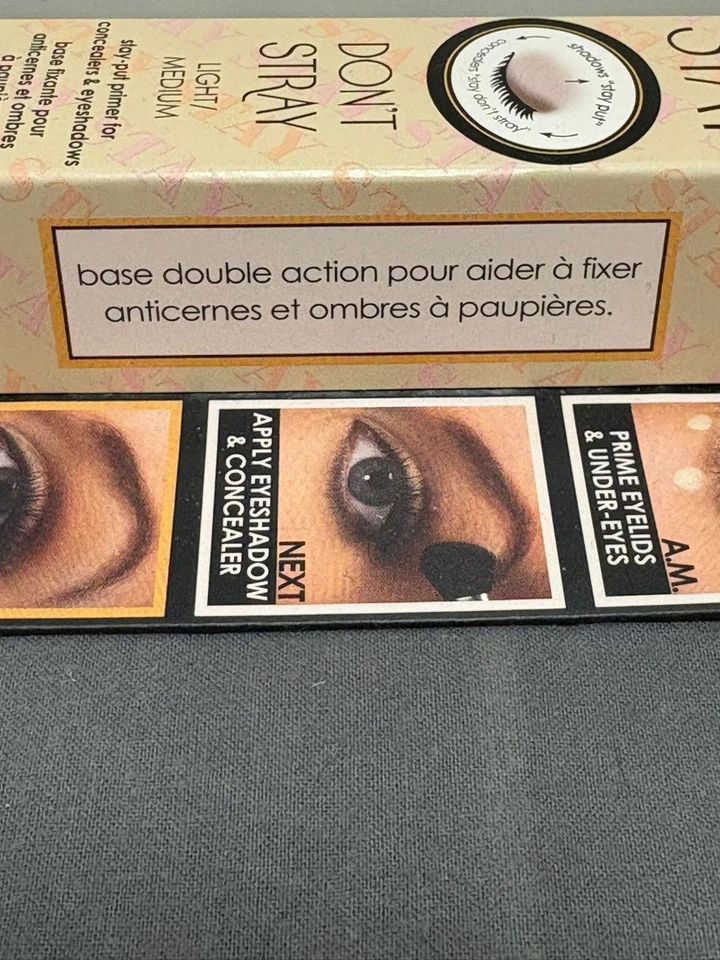 STAY
DON'T
STRAY
LIGHT/
MEDIUM
stay-put primer for
concealers & eyeshadows
base fixante pour
anticernes et ombres
à
shadows "stay put"
concealers "stay don't stray"
base double action pour aider à fixer
anticernes et ombres à paupières.
A.M.
PRIME EYELIDS
& UNDER-EYES
NEXT
APPLY EYESHADOW
& CONCEALER